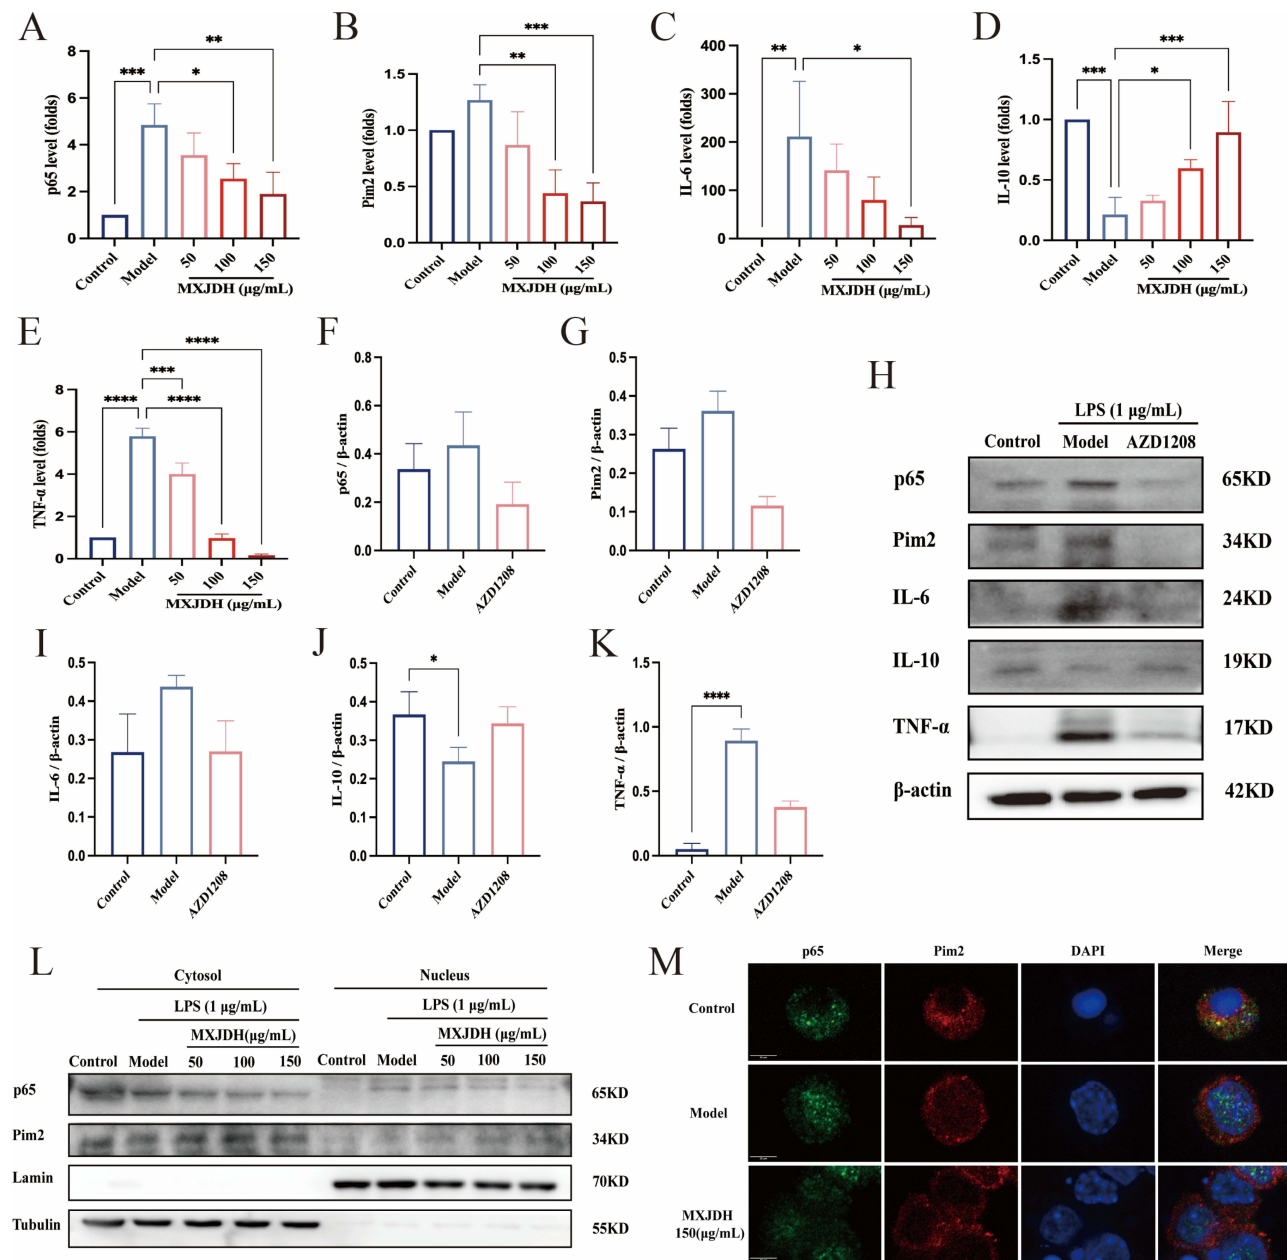 A
p65 level (folds)
8
6
4
2
0
***
*
**
Control
Model
50
100
150
MXJDH (μg/mL)
B
Pim2 level (folds)
1.5
1.0
0.5
0.0
**
***
Control
Model
50
100
150
MXJDH (μg/mL)
C
IL-6 level (folds)
400
300
200
100
0
**
*
Control
Model
50
100
150
MXJDH (μg/mL)
D
IL-10 level (folds)
1.5
1.0
0.5
0.0
***
*
***
Control
Model
50
100
150
MXJDH (μg/mL)
E
TNF-α level (folds)
8
6
4
2
0
****
***
****
****
Control
Model
50
100
150
MXJDH (μg/mL)
F
p65 / β-actin
0.8
0.6
0.4
0.2
0.0
Control
Model
AZD1208
G
Pim2 / β-actin
0.5
0.4
0.3
0.2
0.1
0.0
Control
Model
AZD1208
H
LPS (1 μg/mL)
Control Model AZD1208
p65 65KD
Pim2 34KD
IL-6 24KD
IL-10 19KD
TNF-α 17KD
β-actin 42KD
I
IL-6 / β-actin
0.5
0.4
0.3
0.2
0.1
0.0
Control
Model
AZD1208
J
IL-10 / β-actin
0.5
0.4
0.3
0.2
0.1
0.0
*
Control
Model
AZD1208
K
TNF-α / β-actin
1.5
1.0
0.5
0.0
****
Control
Model
AZD1208
L
Cytosol Nucleus
LPS (1 μg/mL) LPS (1 μg/mL)
MXJDH(μg/mL) MXJDH (μg/mL)
Control Model 50 100 150 Control Model 50 100 150
p65 65KD
Pim2 34KD
Lamin 70KD
Tubulin 55KD
M
p65 Pim2 DAPI Merge
Control
Model
MXJDH
150(μg/mL)